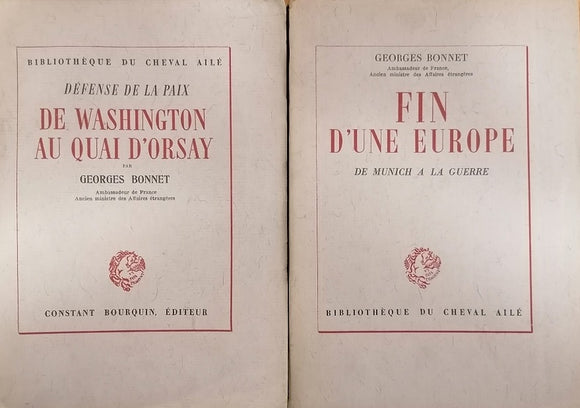 BIBLIOTHÈQUE DU CHEVAL AILÉ
DÉFENSE DE LA PAIX
DE WASHINGTON
AU QUAI D'ORSAY
PAR
GEORGES BONNET
Ambassadeur de France
Ancien ministre des Affaires étrangères
CONSTANT BOURQUIN, ÉDITEUR
GEORGES BONNET
Ambassadeur de France,
Ancien ministre des Affaires étrangères
FIN
D'UNE EUROPE
DE MUNICH A LA GUERRE
BIBLIOTHÈQUE DU CHEVAL AILÉ